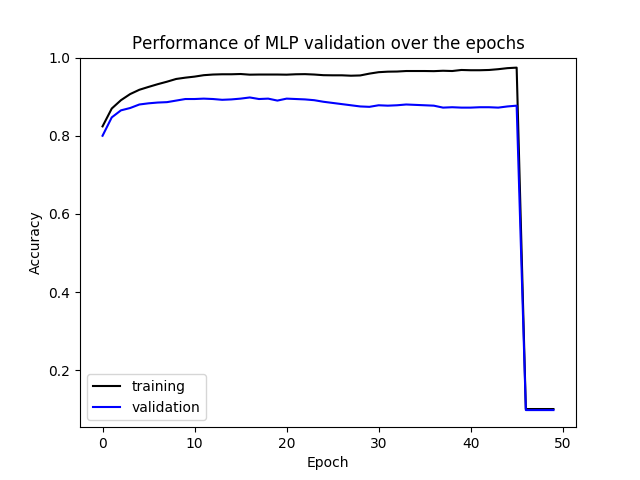 Performance of MLP validation over the epochs
1.0
0.8
0.6
0.4
0.2
Accuracy
training
validation
0 10 20 30 40 50
Epoch